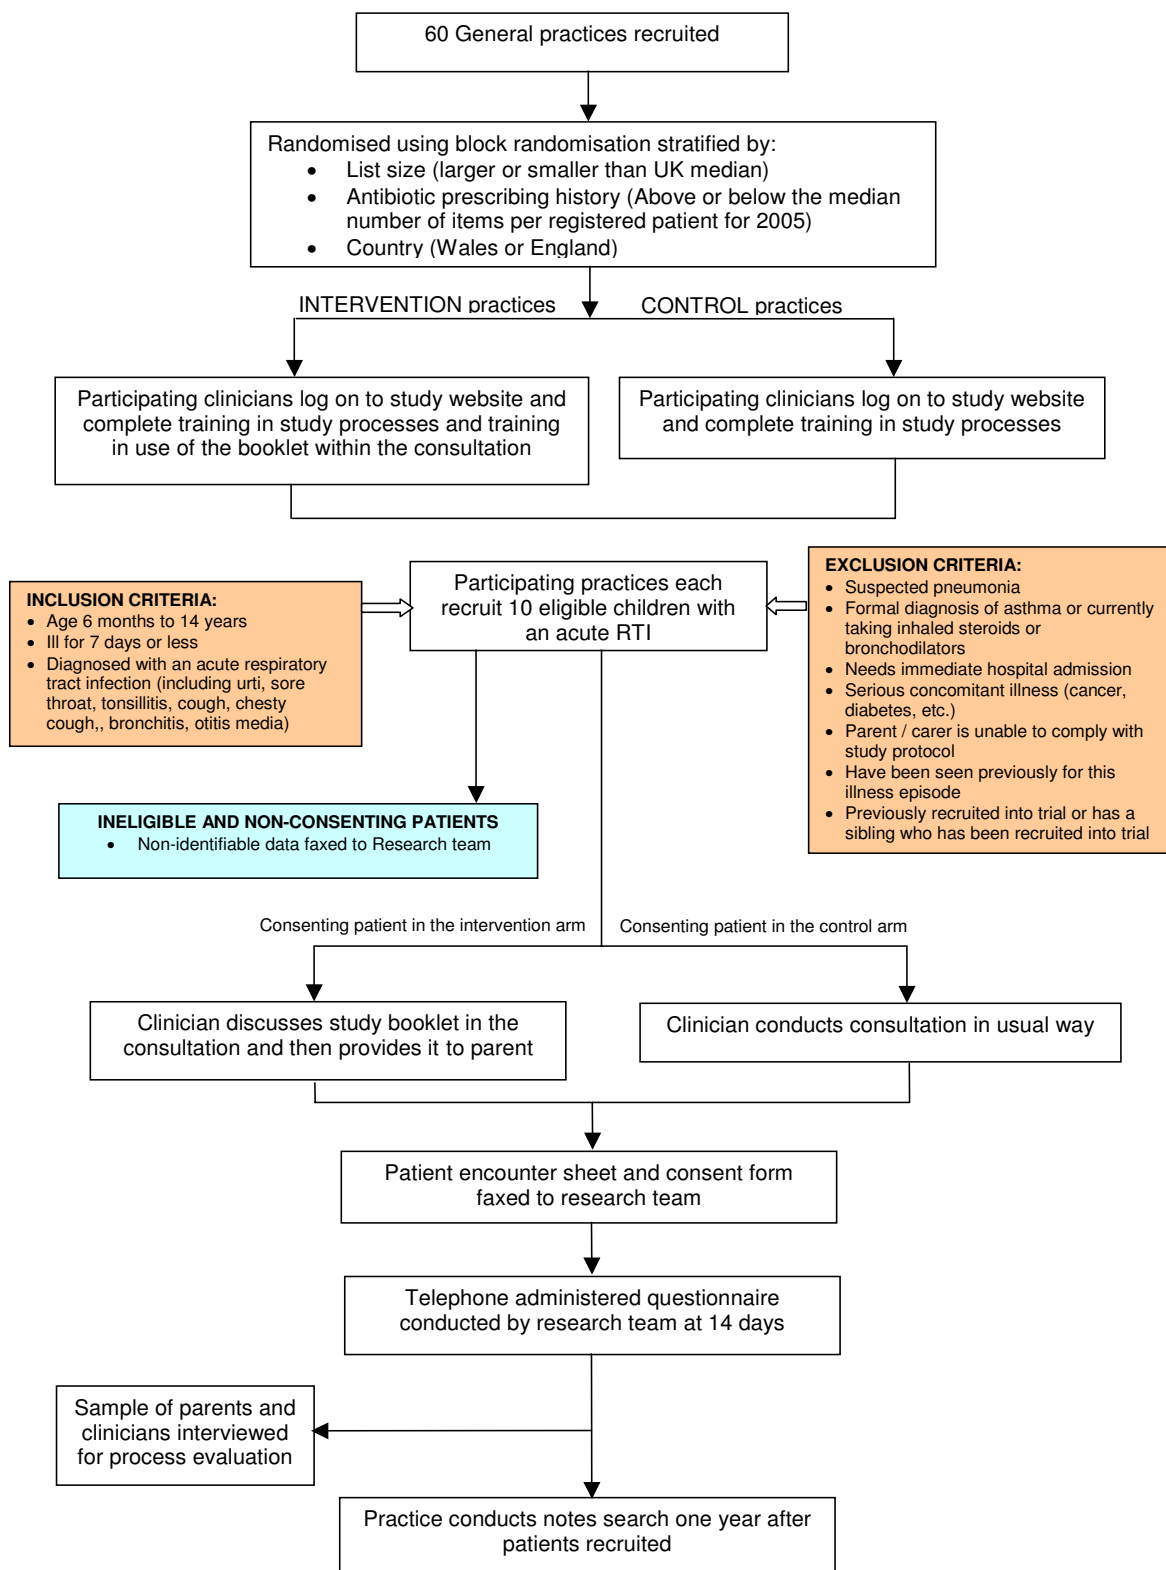 60 General practices recruited
Randomised using block randomisation stratified by:
• List size (larger or smaller than UK median)
• Antibiotic prescribing history (Above or below the median
number of items per registered patient for 2005)
• Country (Wales or England)
INTERVENTION practices
CONTROL practices
Participating clinicians log on to study website and
complete training in study processes and training
in use of the booklet within the consultation
Participating clinicians log on to study website
and complete training in study processes
INCLUSION CRITERIA:
• Age 6 months to 14 years
• Ill for 7 days or less
• Diagnosed with an acute respiratory
tract infection (including urti, sore
throat, tonsillitis, cough, chesty
cough,, bronchitis, otitis media)
Participating practices each
recruit 10 eligible children with
an acute RTI
EXCLUSION CRITERIA:
• Suspected pneumonia
• Formal diagnosis of asthma or currently
taking inhaled steroids or
bronchodilators
• Needs immediate hospital admission
• Serious concomitant illness (cancer,
diabetes, etc.)
• Parent / carer is unable to comply with
study protocol
• Have been seen previously for this
illness episode
• Previously recruited into trial or has a
sibling who has been recruited into trial
INELIGIBLE AND NON-CONSENTING PATIENTS
• Non-identifiable data faxed to Research team
Consenting patient in the intervention arm
Consenting patient in the control arm
Clinician discusses study booklet in the
consultation and then provides it to parent
Clinician conducts consultation in usual way
Patient encounter sheet and consent form
faxed to research team
Telephone administered questionnaire
conducted by research team at 14 days
Sample of parents and
clinicians interviewed
for process evaluation
Practice conducts notes search one year after
patients recruited